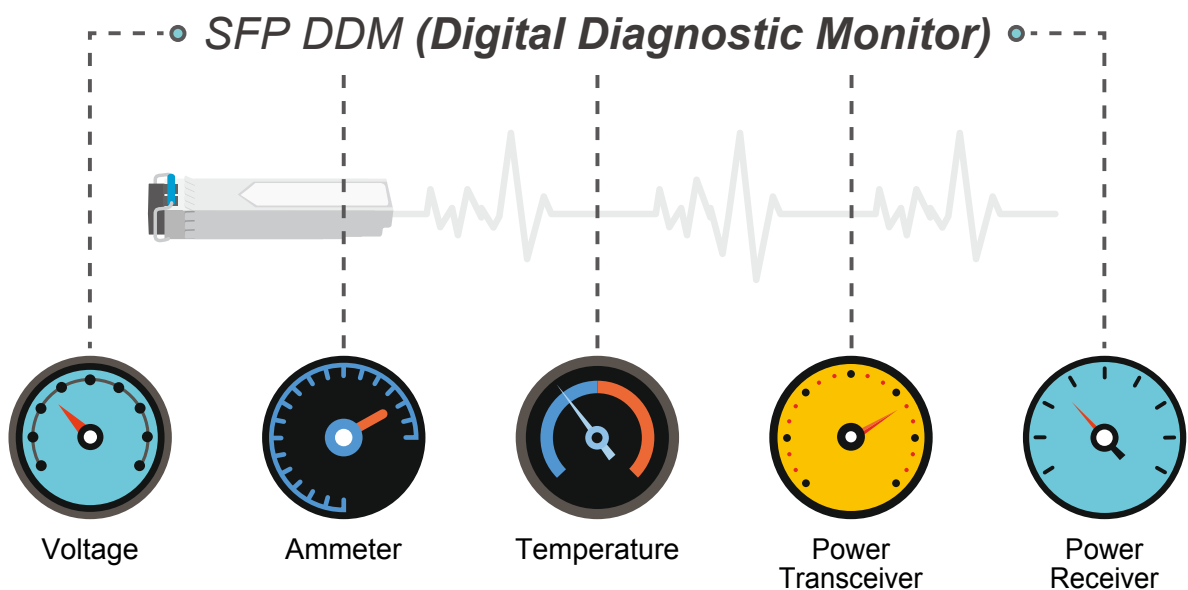 SFP DDM (Digital Diagnostic Monitor)
Voltage
Ammeter
Temperature
Power
Transceiver
Power
Receiver